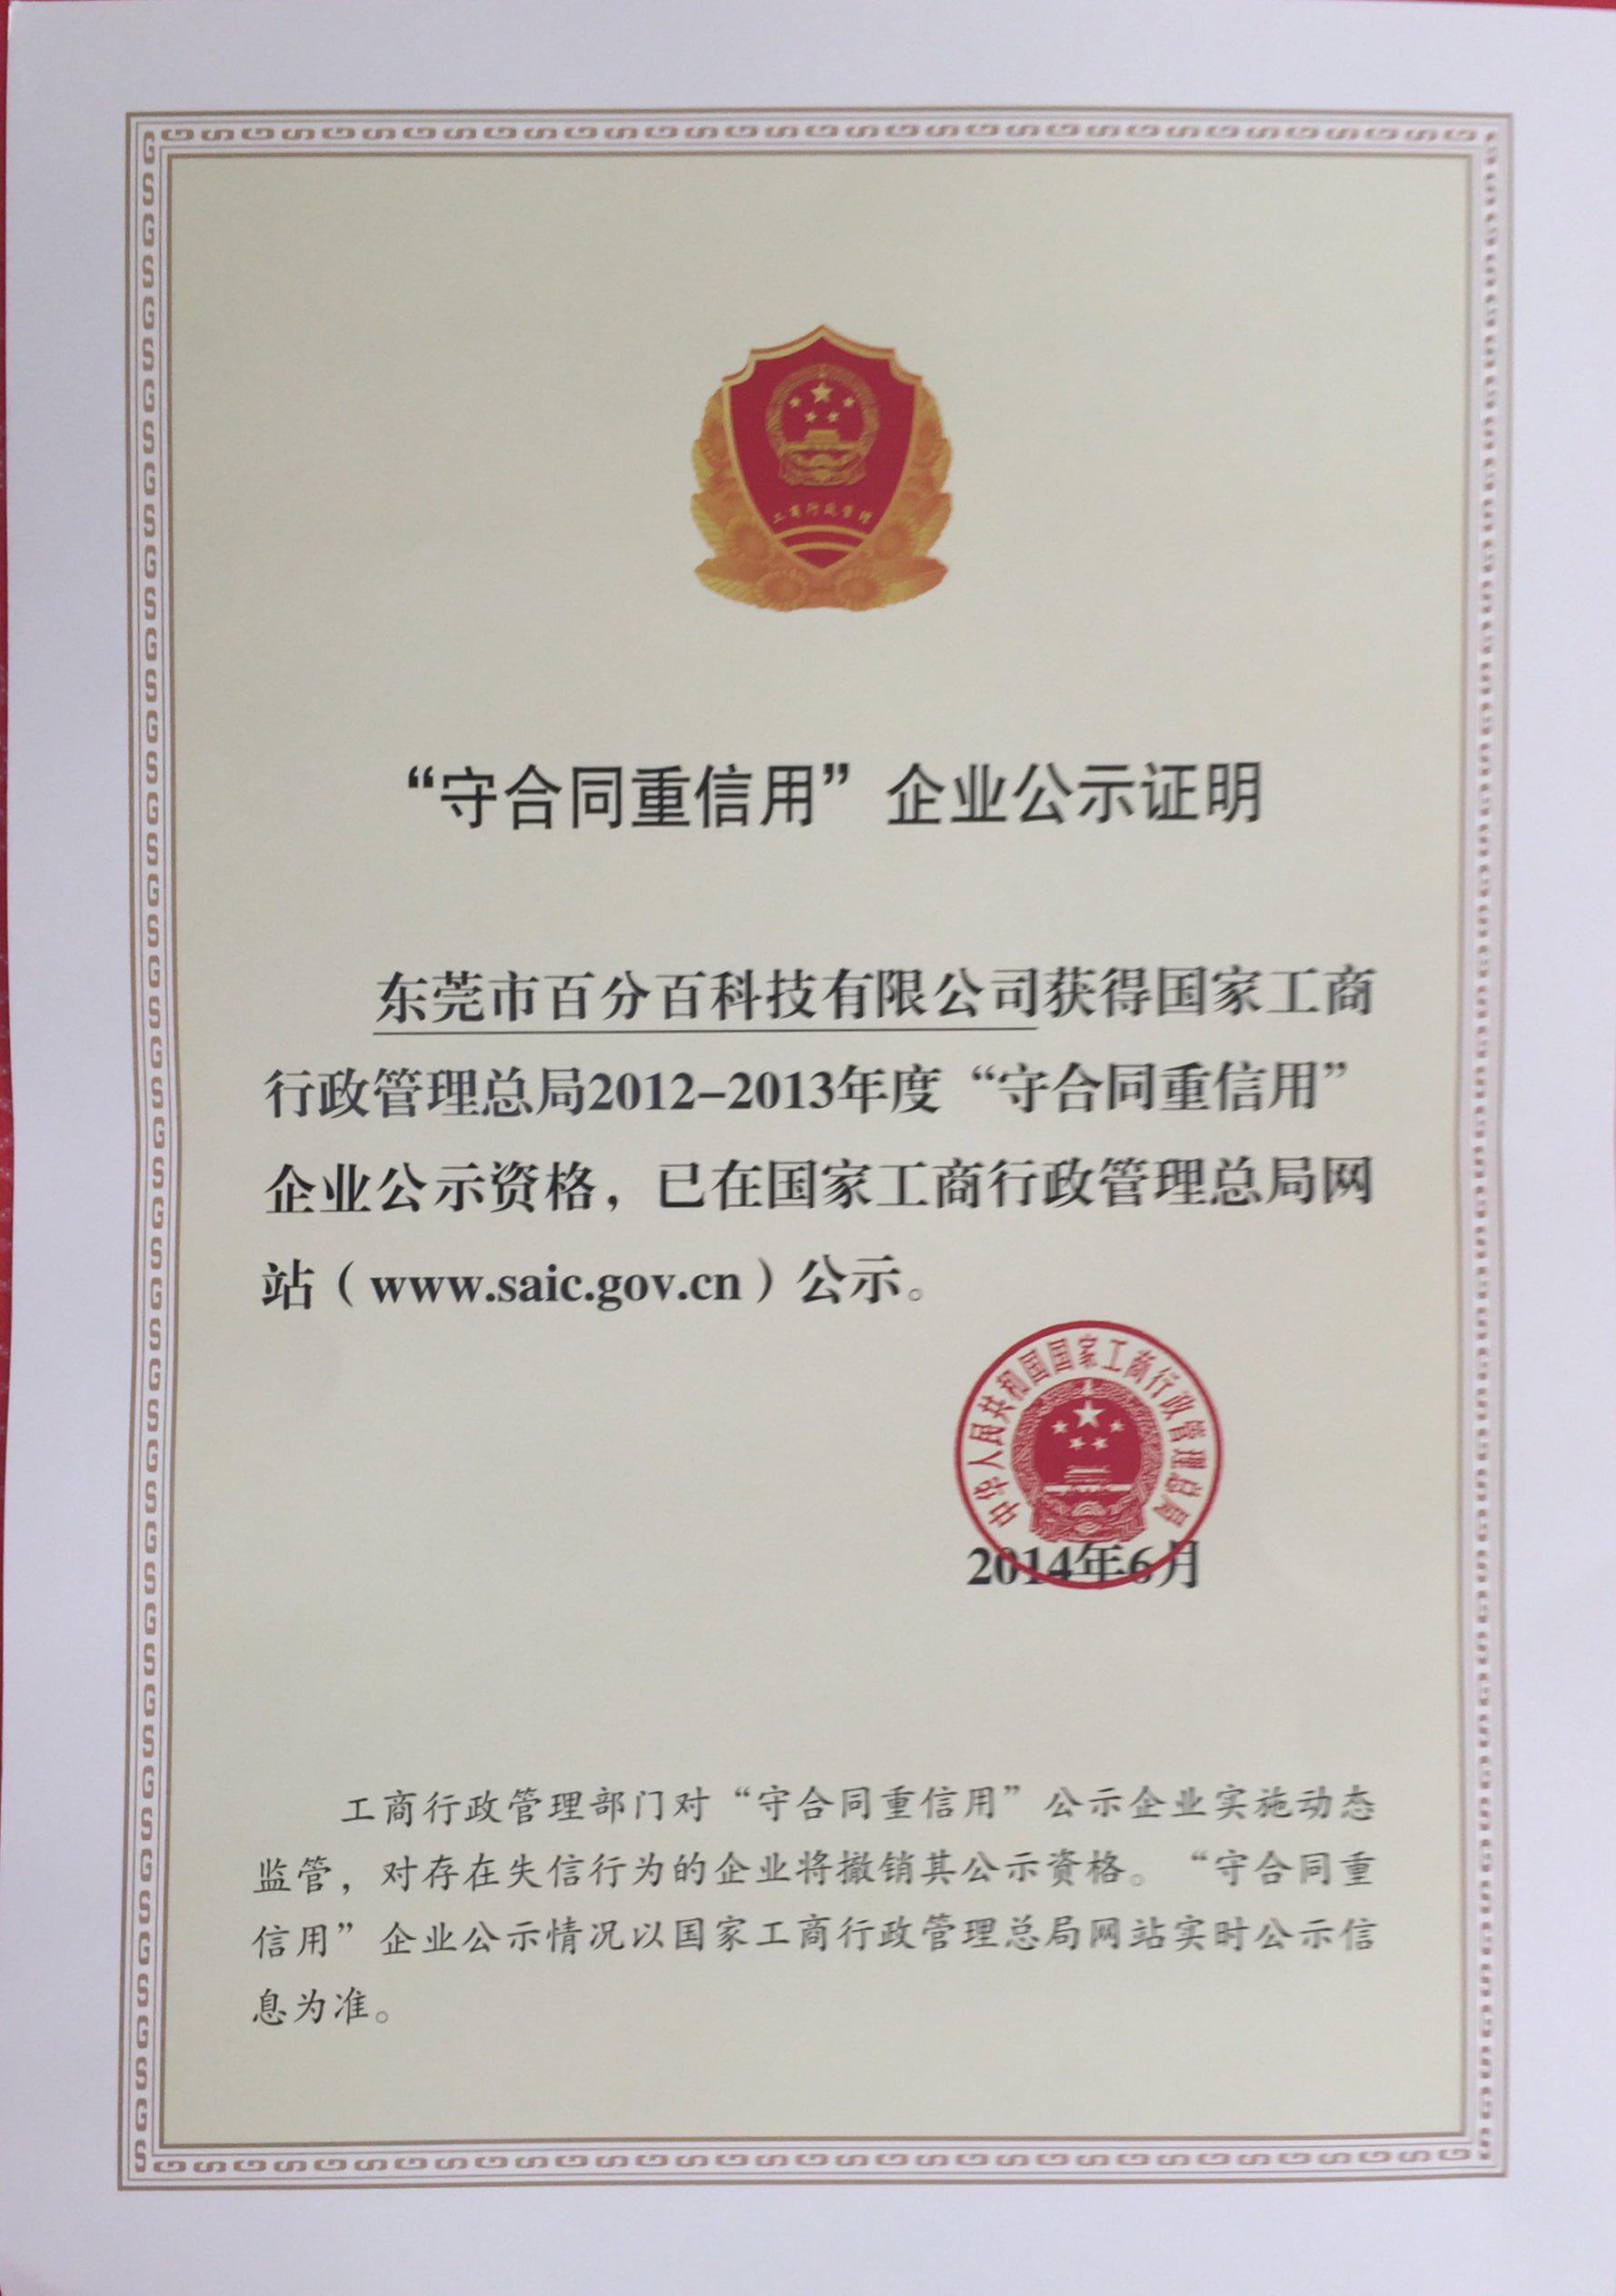 工商行政管理
“守合同重信用”企业公示证明
东莞市百分百科技有限公司获得国家工商
行政管理总局2012-2013年度“守合同重信用”
企业公示资格，已在国家工商行政管理总局网
站（www.saic.gov.cn）公示。
中华人民共和国国家工商行政管理总局
2014年6月
工商行政管理部门对“守合同重信用”公示企业实施动态
监管，对存在失信行为的企业将撤销其公示资格。“守合同重
信用”企业公示情况以国家工商行政管理总局网站实时公示信
息为准。